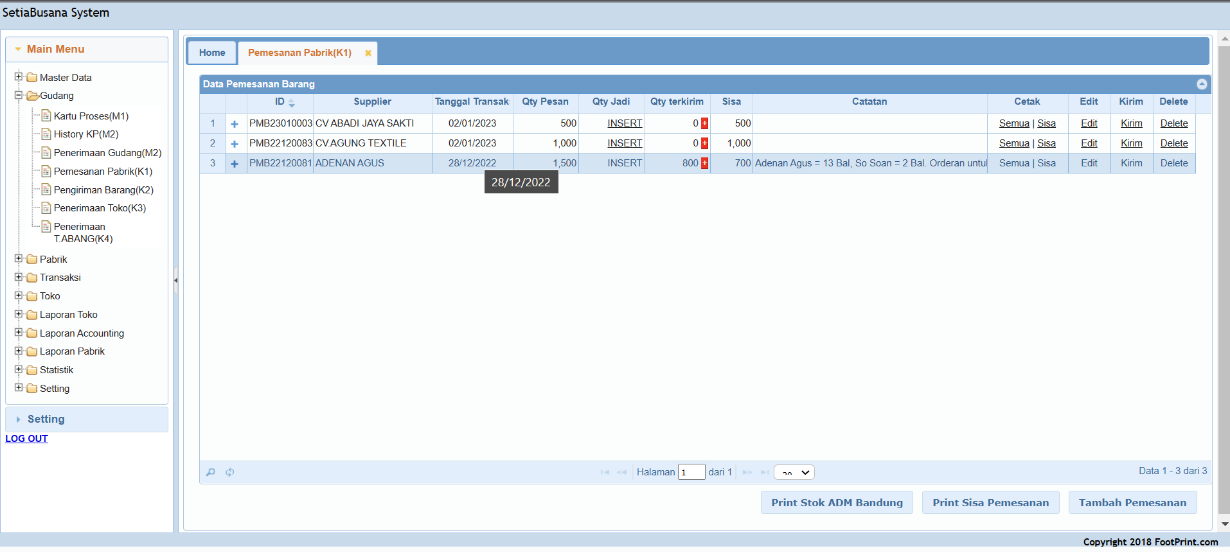 SetiaBusana System
Main Menu
Master Data
Gudang
Kartu Proses(M1)
History KP(M2)
Penerimaan Gudang(M2)
Pemesanan Pabrik(K1)
Pengiriman Barang(K2)
Penerimaan Toko(K3)
Penerimaan
T.ABANG(K4)
Pabrik
Transaksi
Toko
Laporan Toko
Laporan Accounting
Laporan Pabrik
Statistik
Setting
Setting
LOG OUT
Home Pemesanan Pabrik(K1)
Data Pemesanan Barang
ID Supplier Tanggal Transak Qty Pesan Qty Jadi Qty terkirim Sisa Catatan Cetak Edit Kirim Delete
1 PMB23010003 CV ABADI JAYA SAKTI 02/01/2023 500 INSERT 0 + 500 Semua | Sisa Edit Kirim Delete
2 PMB22120083 CV.AGUNG TEXTILE 02/01/2023 1,000 INSERT 0 + 1,000 Semua | Sisa Edit Kirim Delete
3 PMB22120081 ADENAN AGUS 28/12/2022 1,500 INSERT 800 + 700 Adenan Agus = 13 Bal, So Soan = 2 Bal. Orderan untu Semua | Sisa Edit Kirim Delete
28/12/2022
Halaman 1 dari 1
Data 1 - 3 dari 3
Print Stok ADM Bandung Print Sisa Pemesanan Tambah Pemesanan
Copyright 2018 FootPrint.com